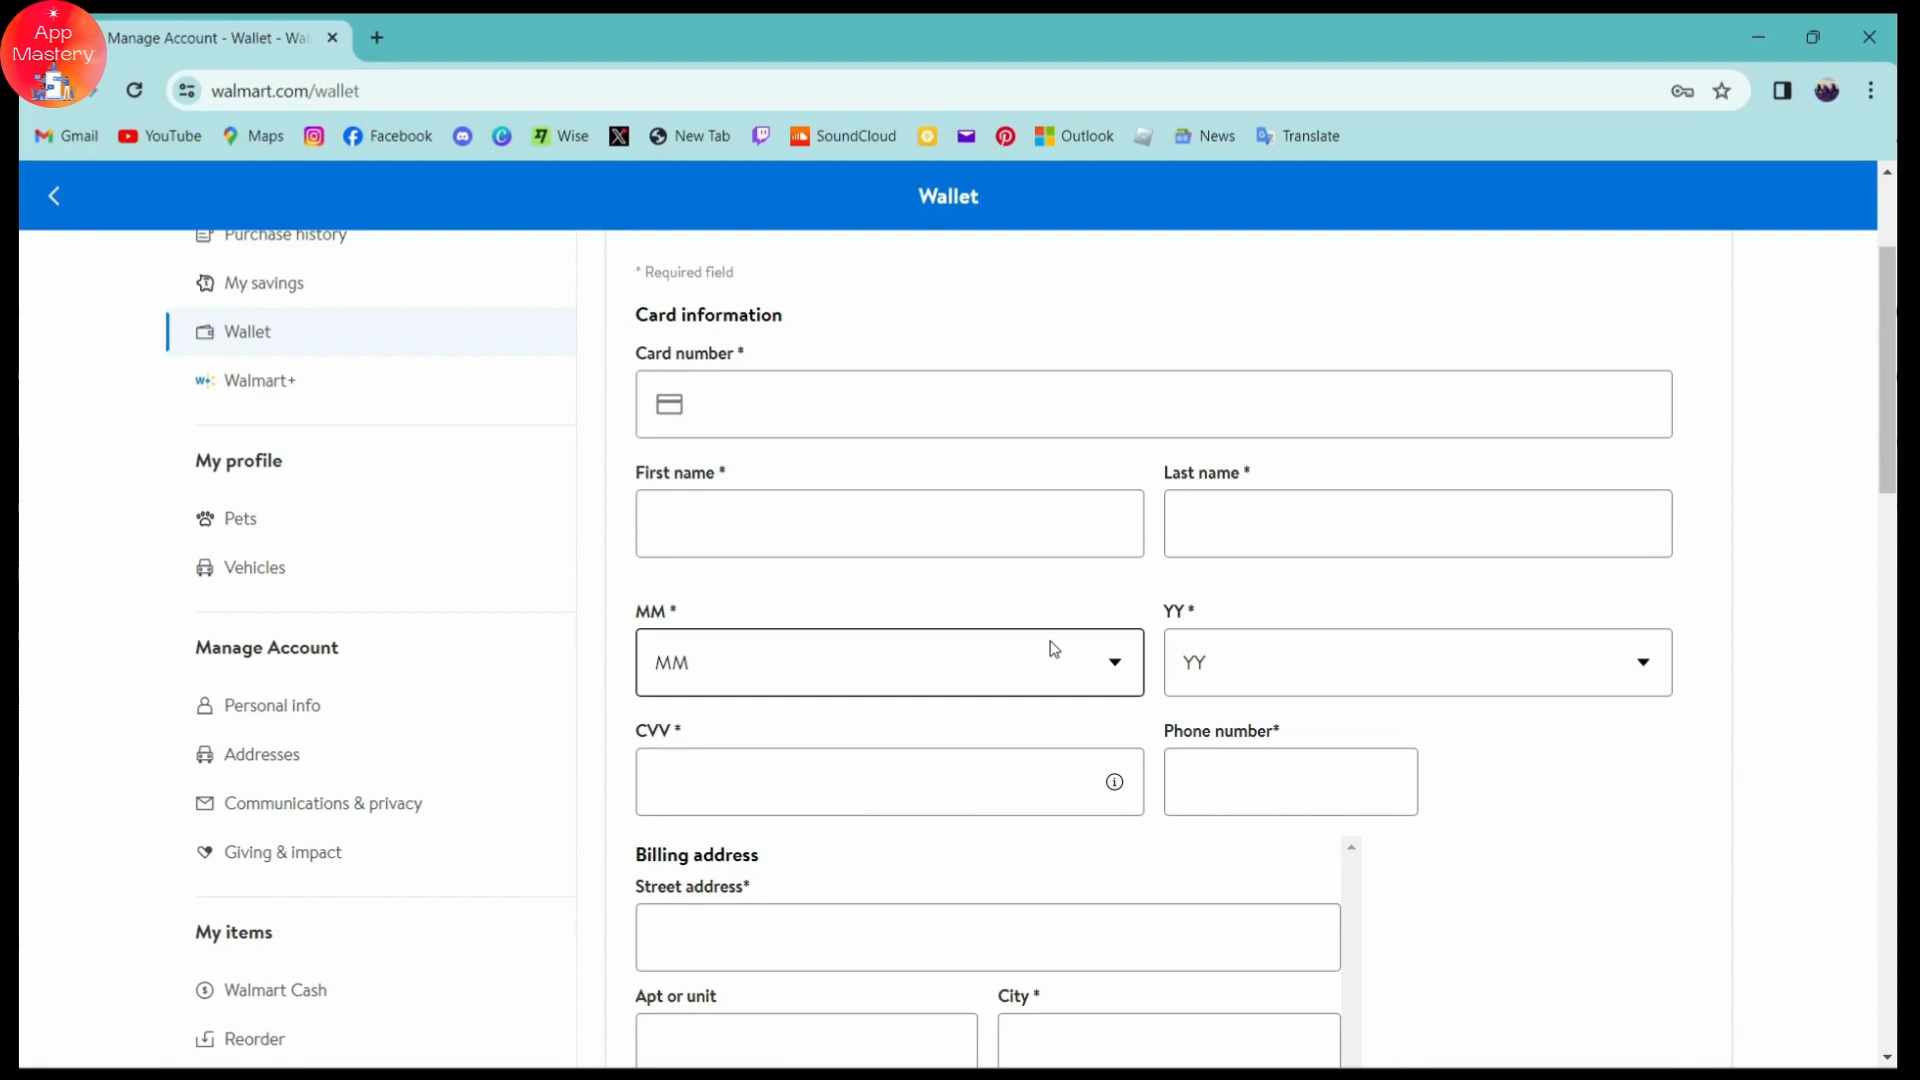 App
Mastery
Manage Account - Wallet - Wal
walmart.com/wallet
Gmail
YouTube
Maps
Facebook
Wise
New Tab
SoundCloud
Outlook
News
Translate
Wallet
Purchase history
My savings
Wallet
Walmart+
My profile
Pets
Vehicles
Manage Account
Personal info
Addresses
Communications & privacy
Giving & impact
My items
Walmart Cash
Reorder
* Required field
Card information
Card number *
First name *
Last name *
MM *
YY *
MM
YY
CVV *
Phone number*
Billing address
Street address*
Apt or unit
City *